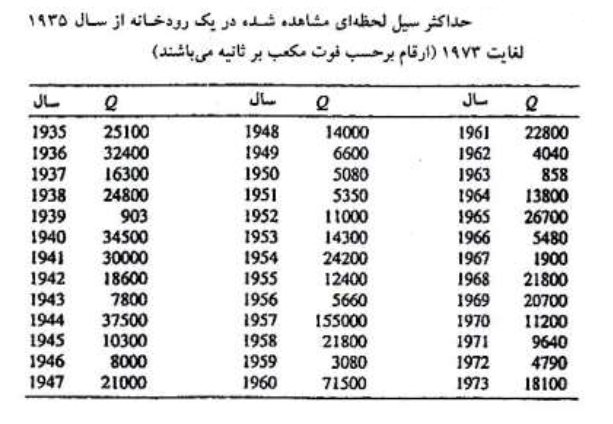 حداکثر سیل لحظه‌ای مشاهده شده در یک رودخانه از سال ۱۹۳۵
لغایت ۱۹۷۳ (ارقام برحسب فوت مکعب بر ثانیه می‌باشند)
سال Q سال Q سال Q
1935 25100 1948 14000 1961 22800
1936 32400 1949 6600 1962 4040
1937 16300 1950 5080 1963 858
1938 24800 1951 5350 1964 13800
1939 903 1952 11000 1965 26700
1940 34500 1953 14300 1966 5480
1941 30000 1954 24200 1967 1900
1942 18600 1955 12400 1968 21800
1943 7800 1956 5660 1969 20700
1944 37500 1957 155000 1970 11200
1945 10300 1958 21800 1971 9640
1946 8000 1959 3080 1972 4790
1947 21000 1960 71500 1973 18100